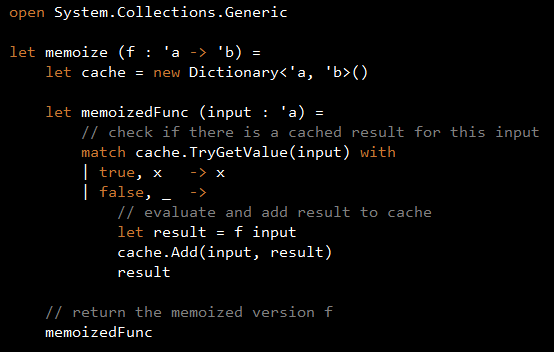 open System.Collections.Generic
let memoize (f : 'a -> 'b) =
    let cache = new Dictionary<'a, 'b>()
    let memoizedFunc (input : 'a) =
        // check if there is a cached result for this input
        match cache.TryGetValue(input) with
        | true, x   -> x
        | false, _  ->
            // evaluate and add result to cache
            let result = f input
            cache.Add(input, result)
            result
    // return the memoized version f
    memoizedFunc